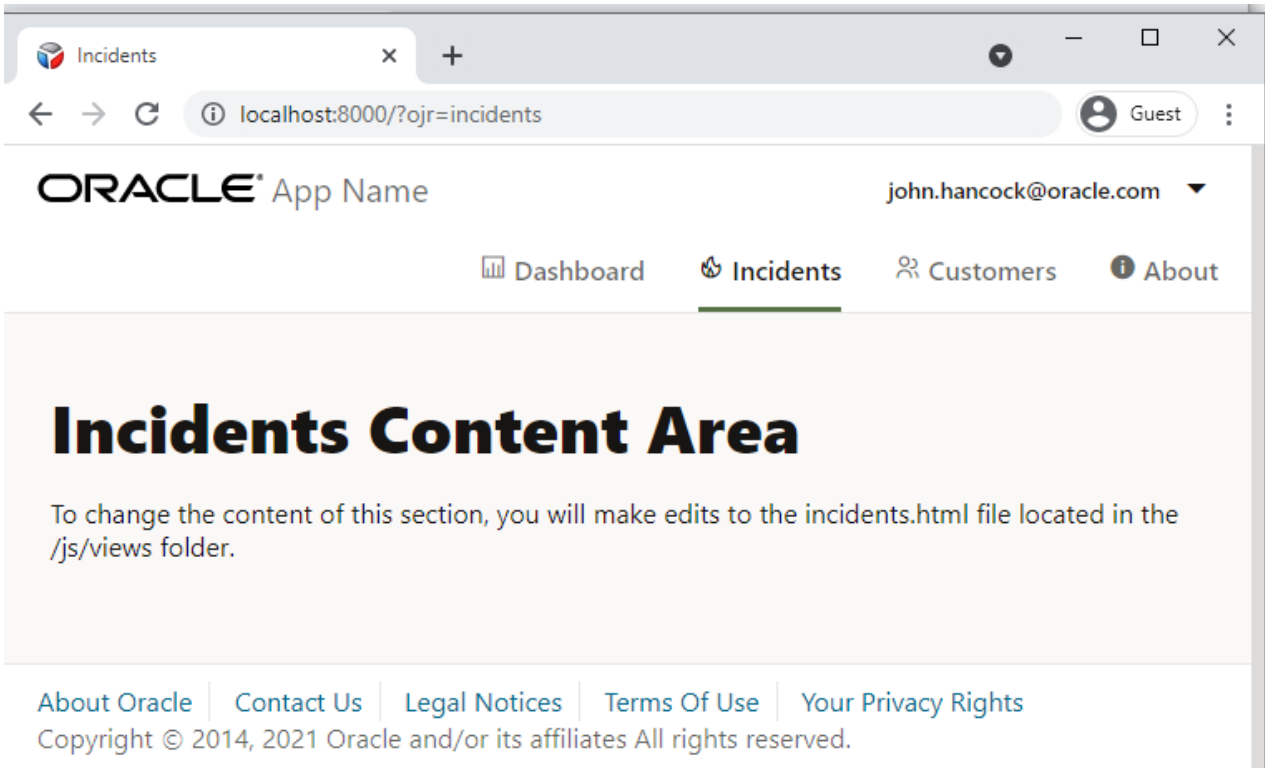 Incidents
localhost:8000/?ojr=incidents
Guest
ORACLE® App Name
john.hancock@oracle.com
Dashboard Incidents Customers About
Incidents Content Area
To change the content of this section, you will make edits to the incidents.html file located in the
/js/views folder.
About Oracle Contact Us Legal Notices Terms Of Use Your Privacy Rights
Copyright © 2014, 2021 Oracle and/or its affiliates All rights reserved.